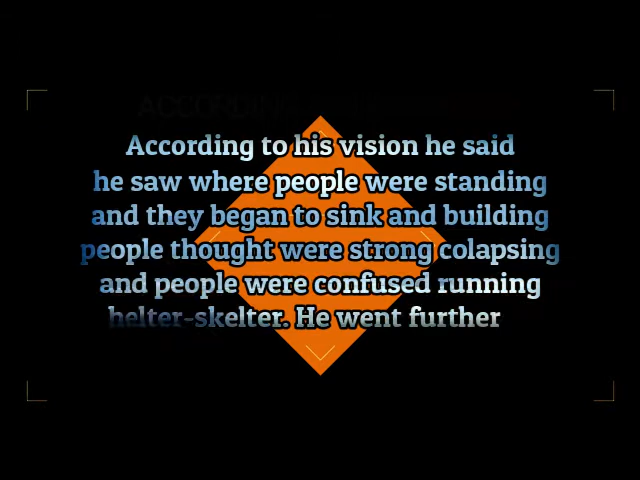 According to his vision he said
he saw where people were standing
and they began to sink and building
people thought were strong colapsing
and people were confused running
helter-skelter. He went further